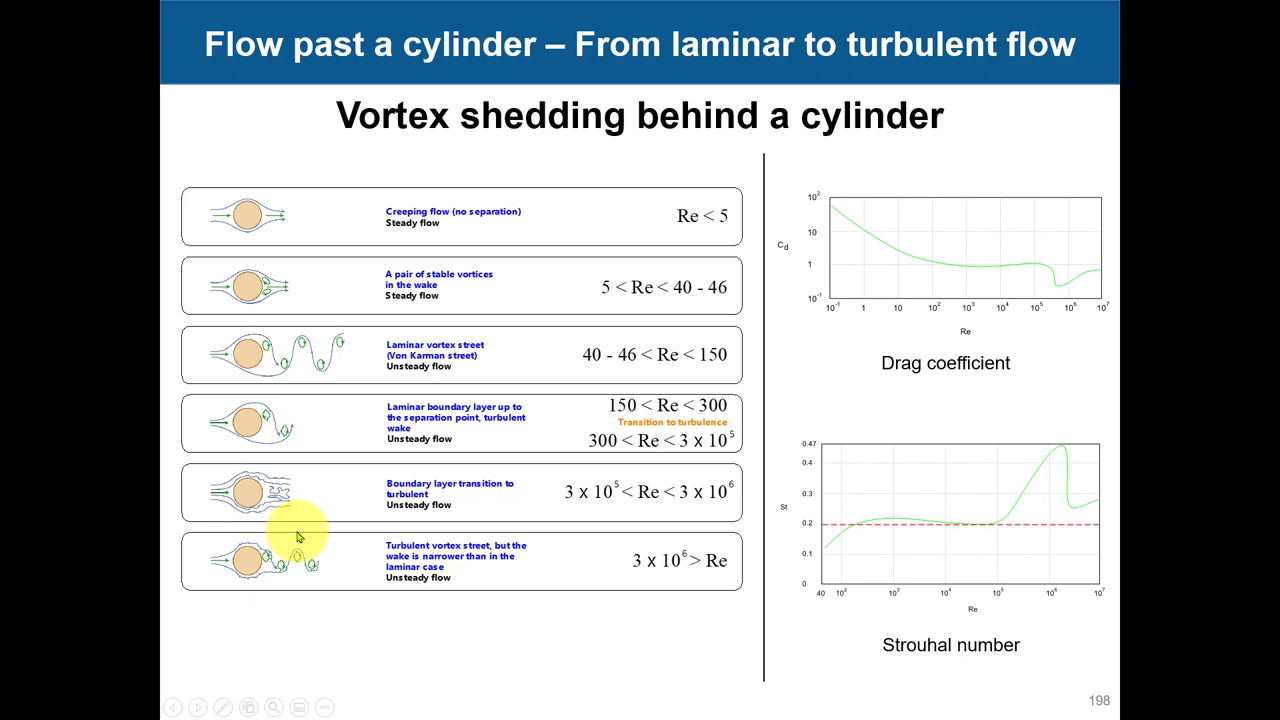 Flow past a cylinder – From laminar to turbulent flow
Vortex shedding behind a cylinder
Creeping flow (no separation)
Steady flow
Re < 5
A pair of stable vortices
in the wake
Steady flow
5 < Re < 40 - 46
Laminar vortex street
(Von Karman street)
Unsteady flow
40 - 46 < Re < 150
Laminar boundary layer up to
the separation point, turbulent
wake
Unsteady flow
150 < Re < 300
Transition to turbulence
300 < Re < 3 x 10^5
Boundary layer transition to
turbulent
Unsteady flow
3 x 10^5 < Re < 3 x 10^6
Turbulent vortex street, but the
wake is narrower than in the
laminar case
Unsteady flow
3 x 10^6 > Re
10^2
10
1
10^-1
C_d
10^-1 1 10 10^2 10^3 10^4 10^5 10^6 10^7
Re
Drag coefficient
0.47
0.4
0.3
0.2
0.1
0
St
40 10^2 10^3 10^4 10^5 10^6 10^7
Re
Strouhal number
198